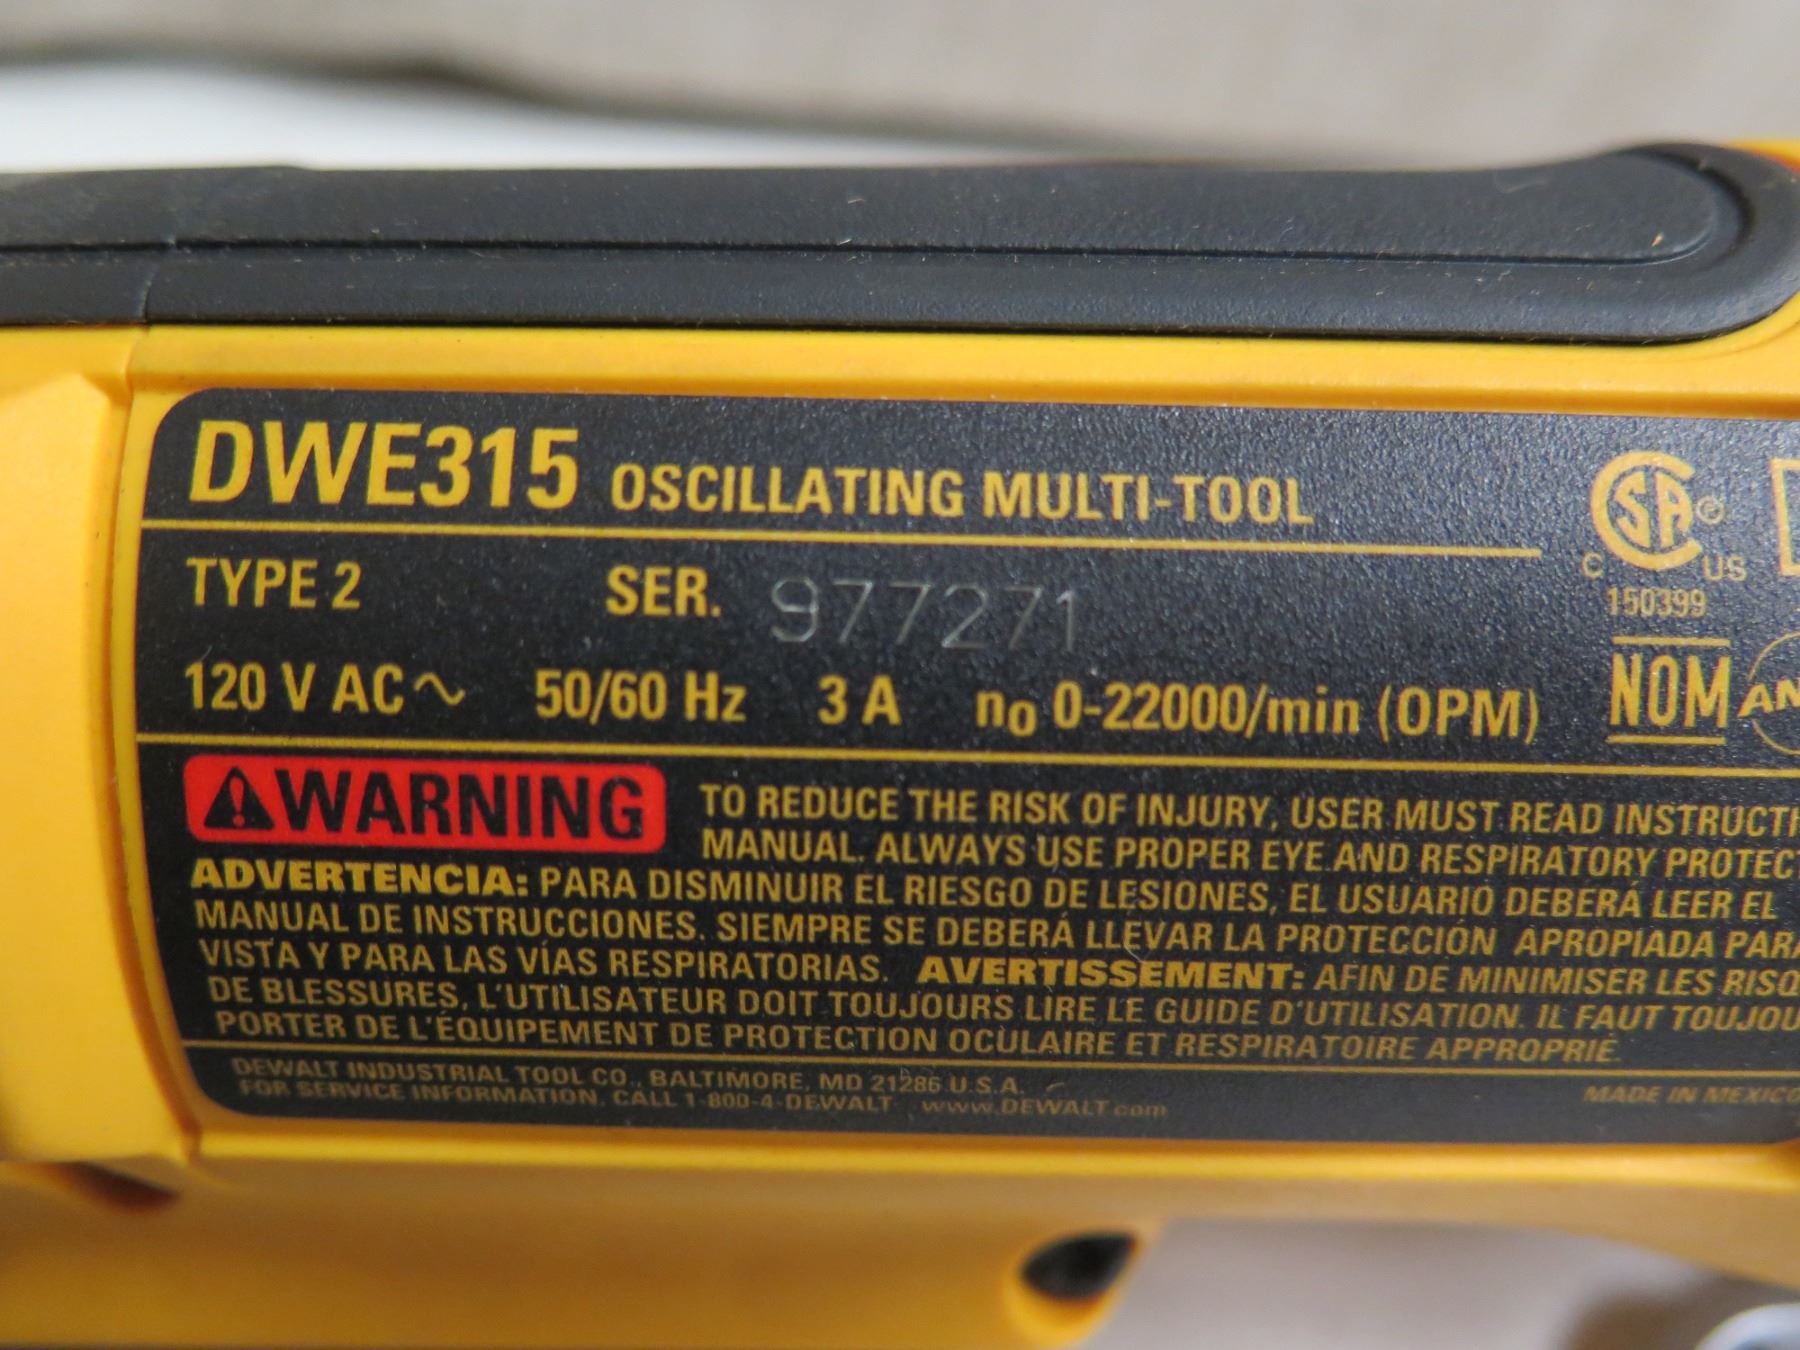 DWE315 OSCILLATING MULTI-TOOL
TYPE 2 SER. 977271
120 V AC ~ 50/60 Hz 3 A n₀ 0-22000/min (OPM)
SA ®
C US
150399
NOM
WARNING TO REDUCE THE RISK OF INJURY, USER MUST READ
MANUAL. ALWAYS USE PROPER EYE AND RESPIRATORY
ADVERTENCIA: PARA DISMINUIR EL RIESGO DE LESIONES, EL USUARIO DEBERÁ LEER EL
MANUAL DE INSTRUCCIONES. SIEMPRE SE DEBERÁ LLEVAR LA PROTECCIÓN APROPIADA PARA
VISTA Y PARA LAS VÍAS RESPIRATORIAS. AVERTISSEMENT: AFIN DE MINIMISER LES
DE BLESSURES, L'UTILISATEUR DOIT TOUJOURS LIRE LE GUIDE D'UTILISATION. IL FAUT
PORTER DE L'ÉQUIPEMENT DE PROTECTION OCULAIRE ET RESPIRATOIRE APPROPRIÉ.
DEWALT INDUSTRIAL TOOL CO., BALTIMORE, MD 21286 U.S.A.
FOR SERVICE INFORMATION, CALL 1-800-4-DEWALT www.DEWALT.com
MADE IN MEXICO